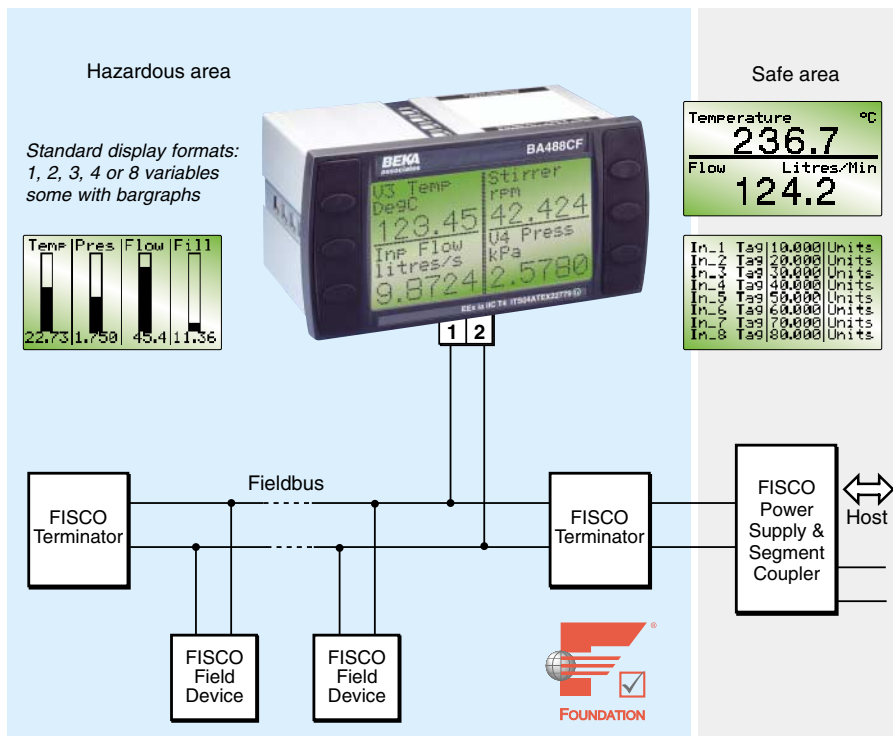 Hazardous area
Safe area
Standard display formats:
1, 2, 3, 4 or 8 variables
some with bargraphs
Temp Pres Flow Fill
22.73 1.750 45.4 11.36
BEKA
associates
BA488CF
V3 Temp
DegC
123.45
Stirrer
rpm
42.424
Inp Flow
litres/s
9.8724
V4 Press
kPa
2.5780
EEx ia IIC T4 ITS04ATEX22779
1 2
Temperature °C
236.7
Flow Litres/Min
124.2
In_1 Tag 10.000 Units
In_2 Tag 20.000 Units
In_3 Tag 30.000 Units
In_4 Tag 40.000 Units
In_5 Tag 50.000 Units
In_6 Tag 60.000 Units
In_7 Tag 70.000 Units
In_8 Tag 80.000 Units
Fieldbus
FISCO
Terminator
FISCO
Terminator
FISCO
Power
Supply &
Segment
Coupler
Host
FISCO
Field
Device
FISCO
Field
Device
®
FOUNDATION